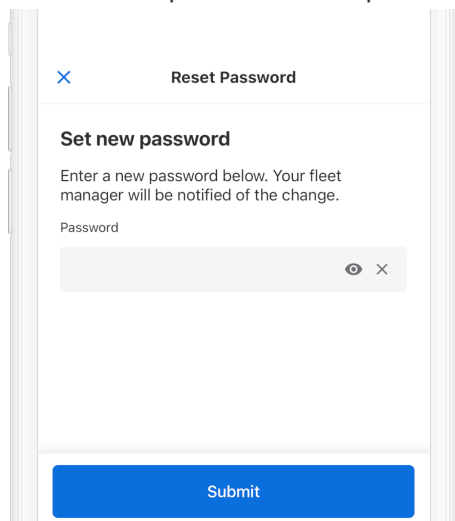 Reset Password
Set new password
Enter a new password below. Your fleet
manager will be notified of the change.
Password
Submit